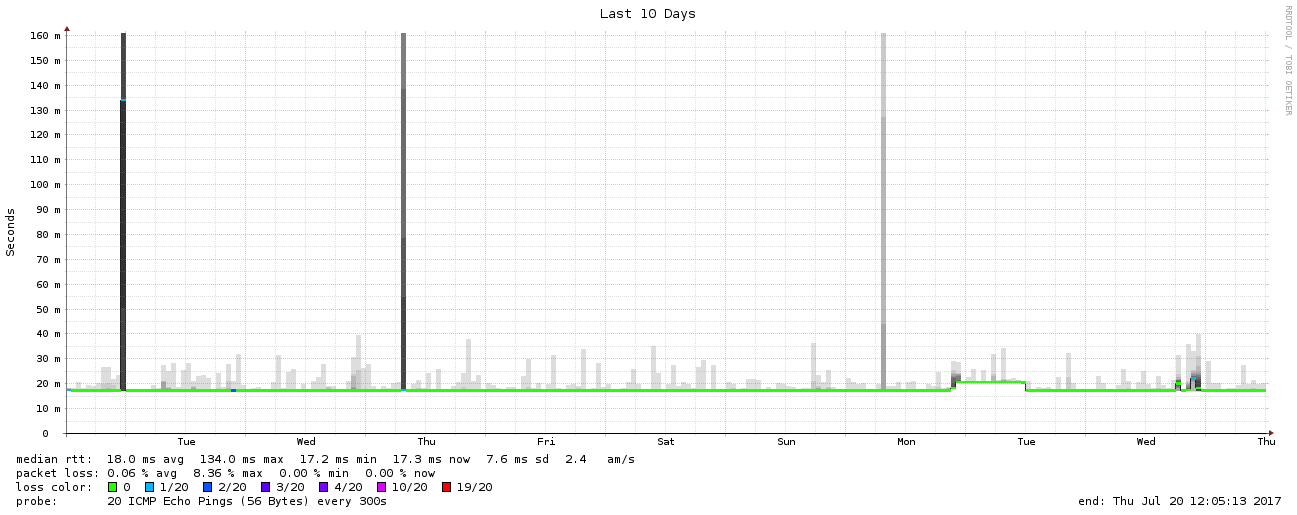 Last 10 Days
RRDTOOL / TOBI OETIKER
Seconds
160 m
150 m
140 m
130 m
120 m
110 m
100 m
90 m
80 m
70 m
60 m
50 m
40 m
30 m
20 m
10 m
0
Tue Wed Thu Fri Sat Sun Mon Tue Wed Thu
median rtt: 18.0 ms avg 134.0 ms max 17.2 ms min 17.3 ms now 7.6 ms sd 2.4 am/s
packet loss: 0.06 % avg 8.36 % max 0.00 % min 0.00 % now
loss color: 0 1/20 2/20 3/20 4/20 10/20 19/20
probe: 20 ICMP Echo Pings (56 Bytes) every 300s end: Thu Jul 20 12:05:13 2017